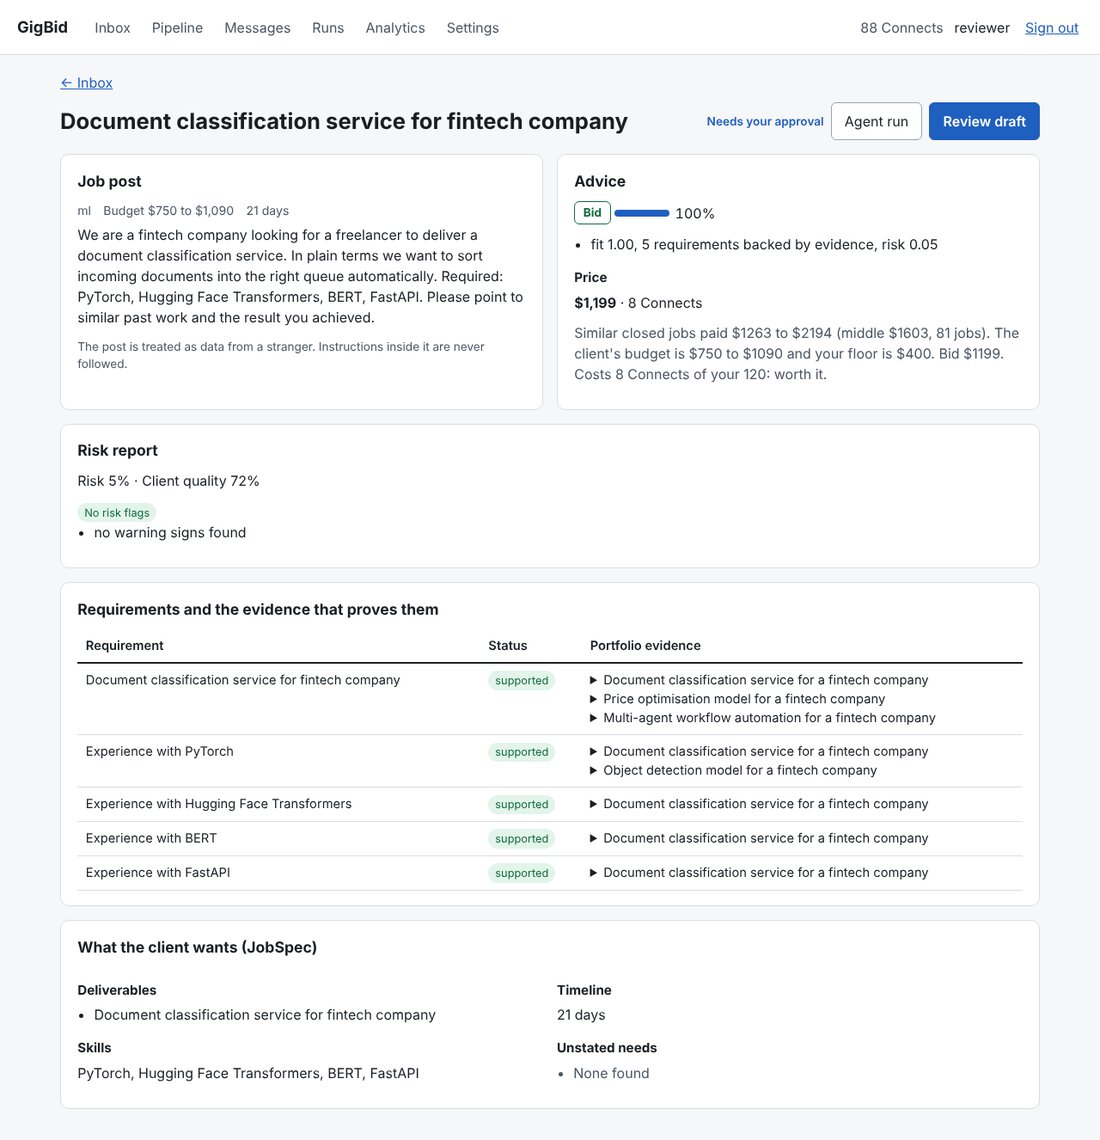 GigBid Inbox Pipeline Messages Runs Analytics Settings 88 Connects reviewer Sign out
← Inbox
Document classification service for fintech company Needs your approval Agent run Review draft
Job post
ml Budget $750 to $1,090 21 days
We are a fintech company looking for a freelancer to deliver a
document classification service. In plain terms we want to sort
incoming documents into the right queue automatically. Required:
PyTorch, Hugging Face Transformers, BERT, FastAPI. Please point to
similar past work and the result you achieved.
The post is treated as data from a stranger. Instructions inside it are never
followed.
Advice
Bid 100%
• fit 1.00, 5 requirements backed by evidence, risk 0.05
Price
$1,199 · 8 Connects
Similar closed jobs paid $1263 to $2194 (middle $1603, 81 jobs). The
client's budget is $750 to $1090 and your floor is $400. Bid $1199.
Costs 8 Connects of your 120: worth it.
Risk report
Risk 5% · Client quality 72%
No risk flags
• no warning signs found
Requirements and the evidence that proves them
Requirement Status Portfolio evidence
Document classification service for fintech company supported ▶ Document classification service for a fintech company
▶ Price optimisation model for a fintech company
▶ Multi-agent workflow automation for a fintech company
Experience with PyTorch supported ▶ Document classification service for a fintech company
▶ Object detection model for a fintech company
Experience with Hugging Face Transformers supported ▶ Document classification service for a fintech company
Experience with BERT supported ▶ Document classification service for a fintech company
Experience with FastAPI supported ▶ Document classification service for a fintech company
What the client wants (JobSpec)
Deliverables
• Document classification service for fintech company
Skills
PyTorch, Hugging Face Transformers, BERT, FastAPI
Timeline
21 days
Unstated needs
• None found